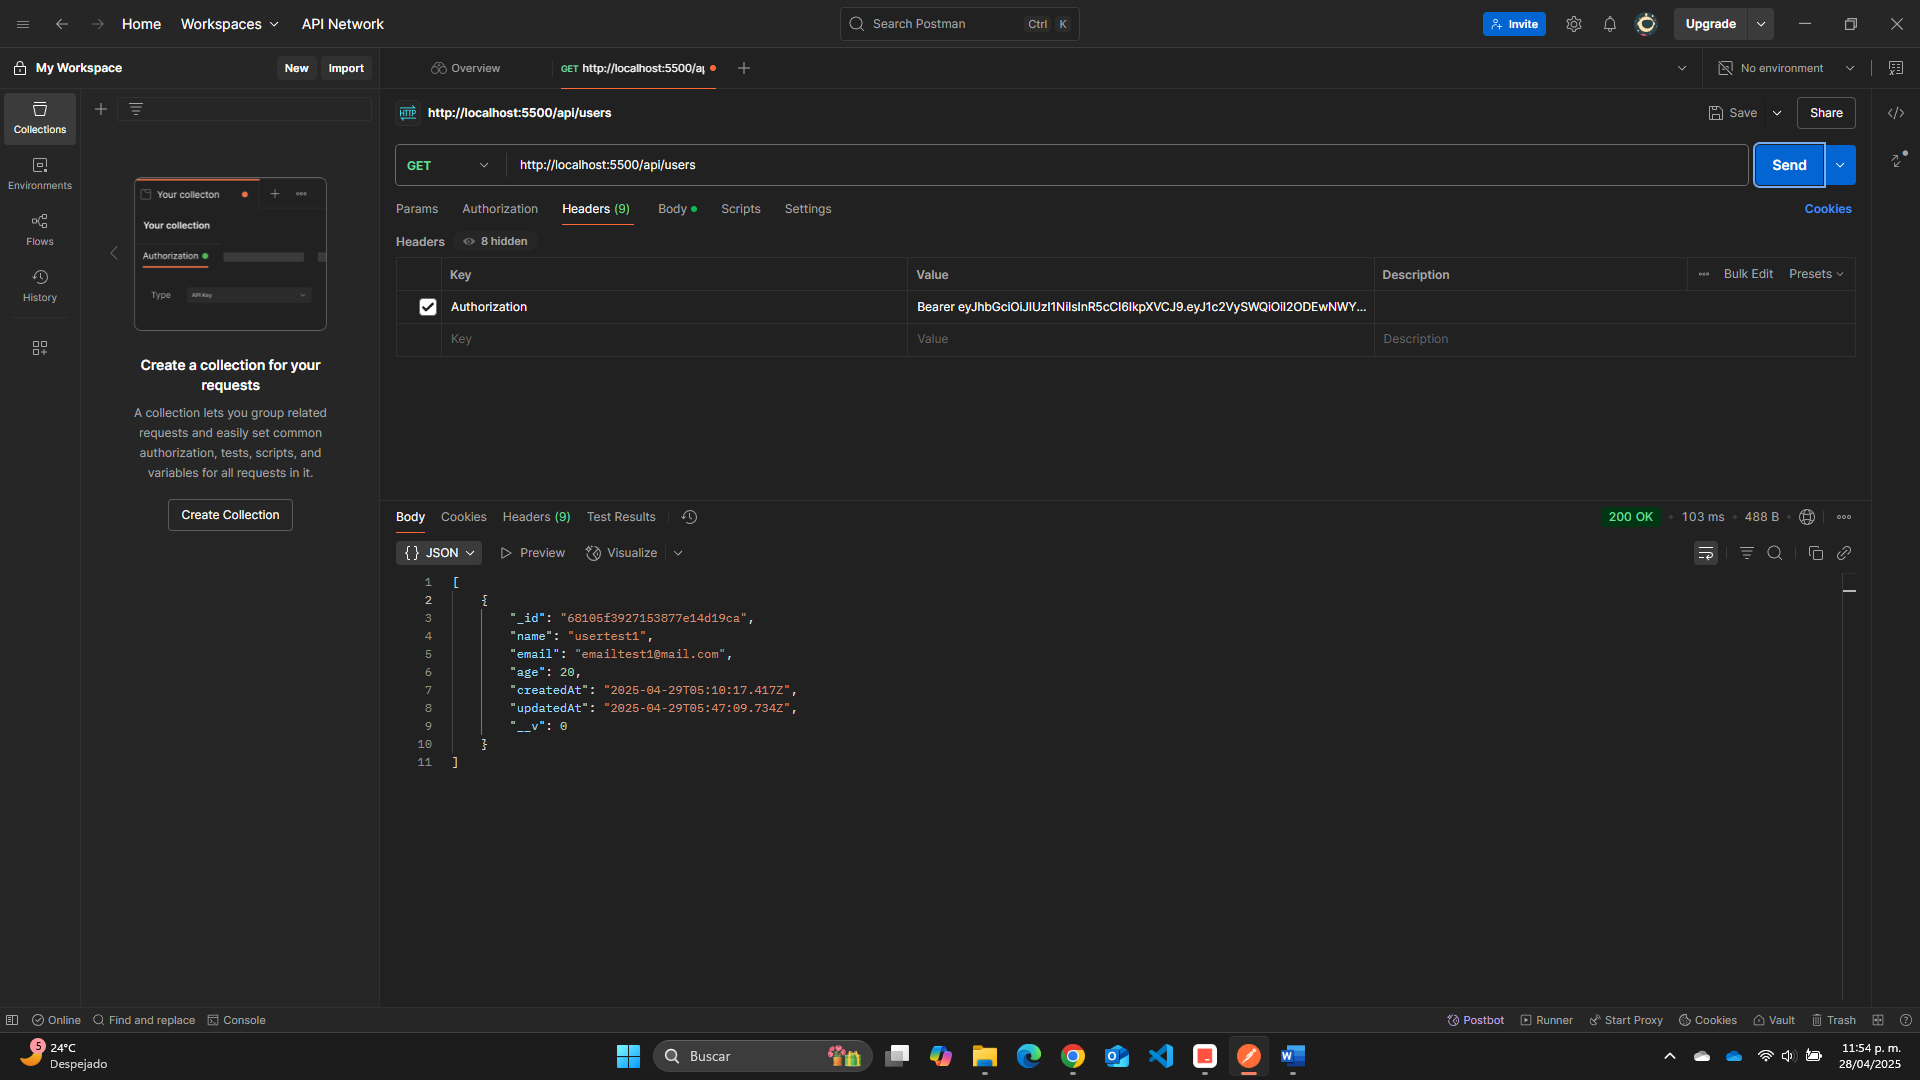 Home Workspaces API Network Search Postman Ctrl K Invite Upgrade
My Workspace New Import Overview GET http://localhost:5500/a No environment
Collections
Environments
Flows
History
Your collecton
Your collection
Authorization
Type API Key
Create a collection for your
requests
A collection lets you group related
requests and easily set common
authorization, tests, scripts, and
variables for all requests in it.
Create Collection
HTTP http://localhost:5500/api/users Save Share
GET http://localhost:5500/api/users Send
Params Authorization Headers (9) Body Scripts Settings Cookies
Headers 8 hidden
Key Value Description Bulk Edit Presets
Authorization Bearer eyJhbGciOiJIUzI1NiIsInR5cCI6IkpXVCJ9.eyJ1c2VySWQiOiI2ODEwNWY...
Key Value Description
Body Cookies Headers (9) Test Results 200 OK 103 ms 488 B
{} JSON Preview Visualize
1 [
2 {
3 "_id": "68105f3927153877e14d19ca",
4 "name": "usertest1",
5 "email": "emailtest1@mail.com",
6 "age": 20,
7 "createdAt": "2025-04-29T05:10:17.417Z",
8 "updatedAt": "2025-04-29T05:47:09.734Z",
9 "__v": 0
10 }
11 ]
Online Find and replace Console Postbot Runner Start Proxy Cookies Vault Trash
5 24°C
Despejado
Buscar
11:54 p. m.
28/04/2025